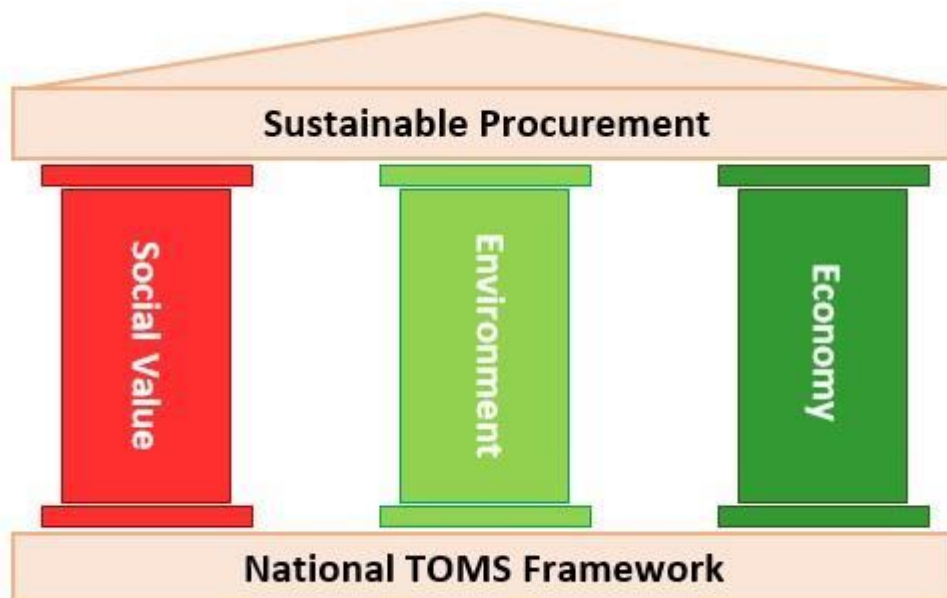 Sustainable Procurement
Social Value
Environment
Economy
National TOMS Framework